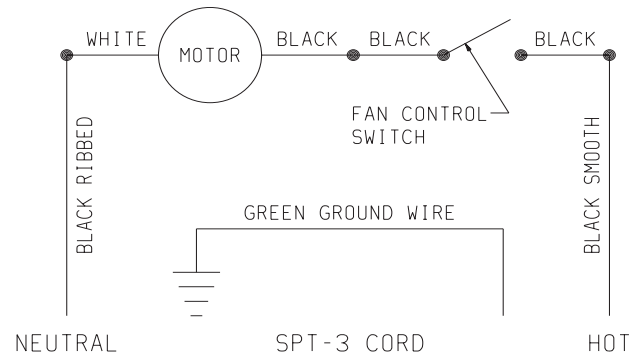 WHITE
MOTOR
BLACK
BLACK
BLACK
FAN CONTROL
SWITCH
BLACK RIBBED
BLACK SMOOTH
GREEN GROUND WIRE
NEUTRAL
SPT-3 CORD
HOT